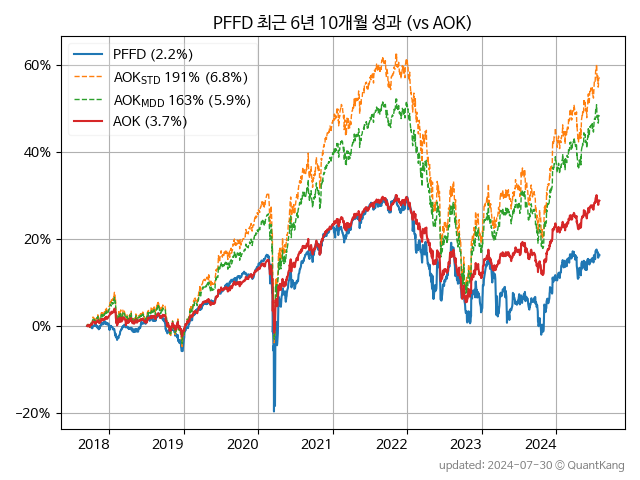 PFFD 최근 6년 10개월 성과 (vs AOK)
PFFD (2.2%)
AOK_STD 191% (6.8%)
AOK_MDD 163% (5.9%)
AOK (3.7%)
60%
40%
20%
0%
−20%
2018 2019 2020 2021 2022 2023 2024
updated: 2024-07-30 © QuantKang